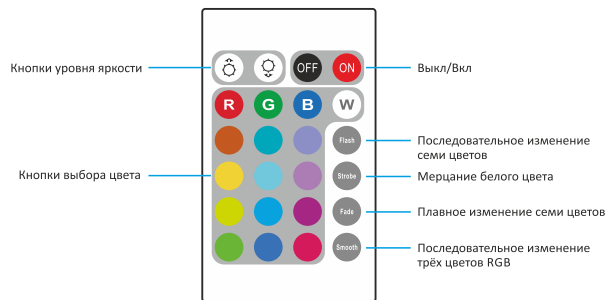 Кнопки уровня яркости
OFF ON
Выкл/Вкл
R G B W
Flash
Последовательное изменение
семи цветов
Кнопки выбора цвета
Strobe
Мерцание белого цвета
Fade
Плавное изменение семи цветов
Smooth
Последовательное изменение
трёх цветов RGB